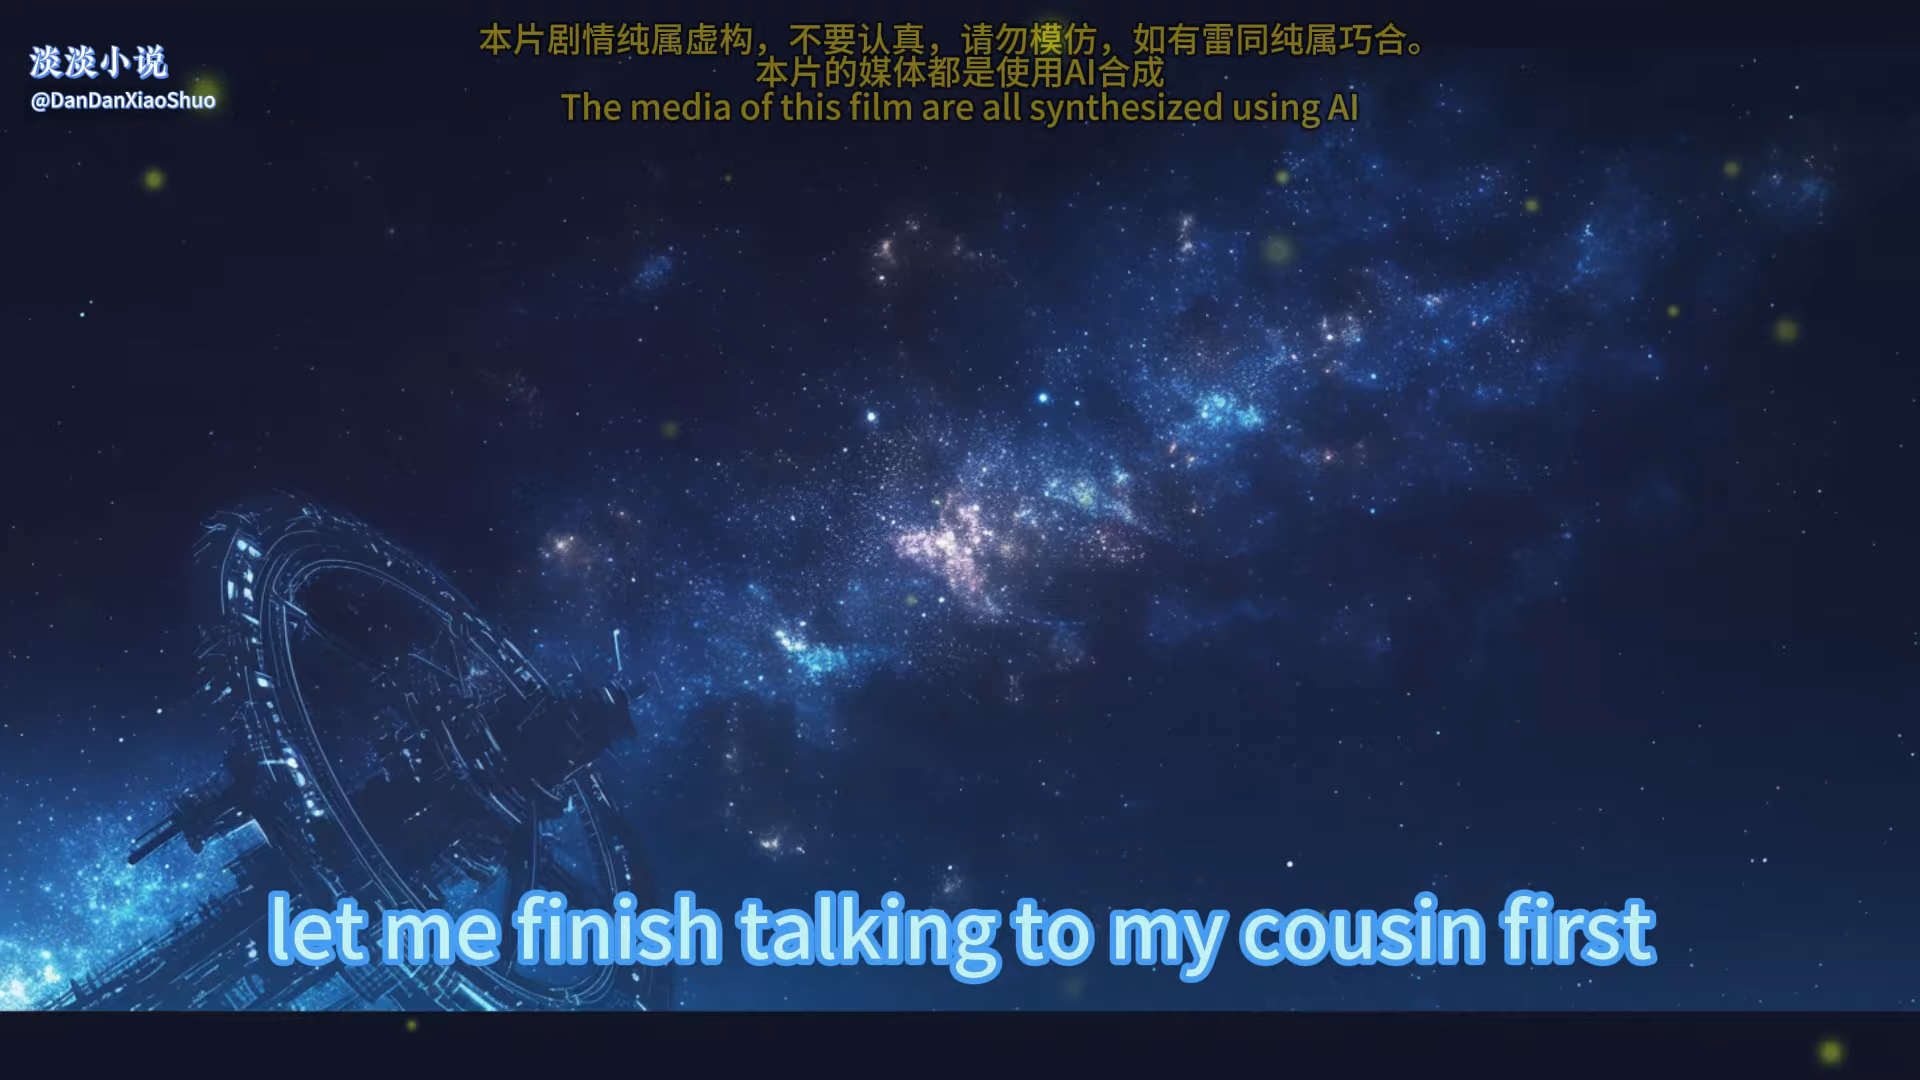 本片剧情纯属虚构，不要认真，请勿模仿，如有雷同纯属巧合。
本片的媒体都是使用AI合成
The media of this film are all synthesized using AI
淡淡小说
@DanDanXiaoShuo
let me finish talking to my cousin first